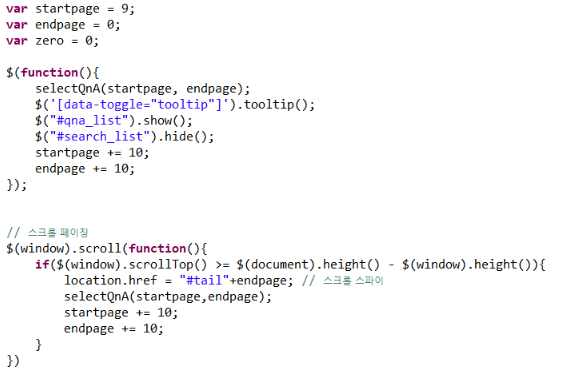 var startpage = 9;
var endpage = 0;
var zero = 0;

$(function(){
    selectQnA(startpage, endpage);
    $('[data-toggle="tooltip"]').tooltip();
    $("#qna_list").show();
    $("#search_list").hide();
    startpage += 10;
    endpage += 10;
});


// 스크롤 페이징
$(window).scroll(function(){
    if($(window).scrollTop() >= $(document).height() - $(window).height()){
        location.href = "#tail"+endpage; // 스크롤 스파이
        selectQnA(startpage,endpage);
        startpage += 10;
        endpage += 10;
    }
})